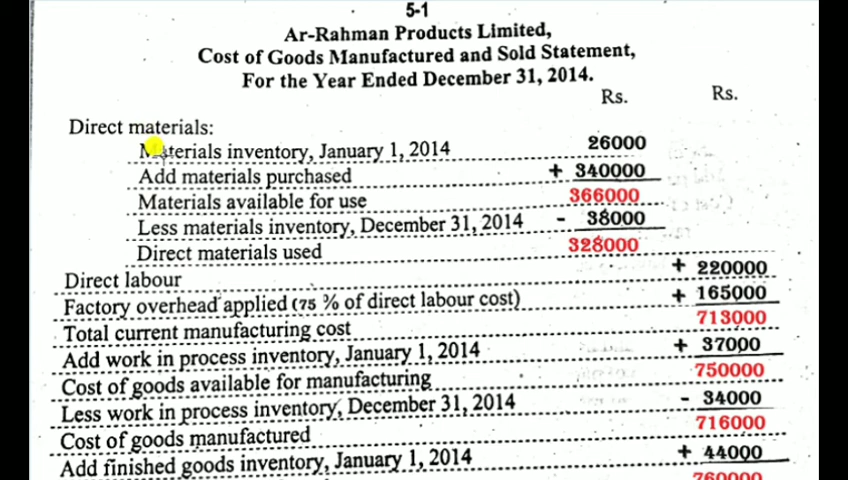 5-1
Ar-Rahman Products Limited,
Cost of Goods Manufactured and Sold Statement,
For the Year Ended December 31, 2014.
Rs. Rs.
Direct materials:
Materials inventory, January 1, 2014 26000
Add materials purchased + 340000
Materials available for use 366000
Less materials inventory, December 31, 2014 - 38000
Direct materials used 328000
Direct labour + 220000
Factory overhead applied (75 % of direct labour cost) + 165000
Total current manufacturing cost 713000
Add work in process inventory, January 1, 2014 + 37000
Cost of goods available for manufacturing 750000
Less work in process inventory, December 31, 2014 - 34000
Cost of goods manufactured 716000
Add finished goods inventory, January 1, 2014 + 44000
760000